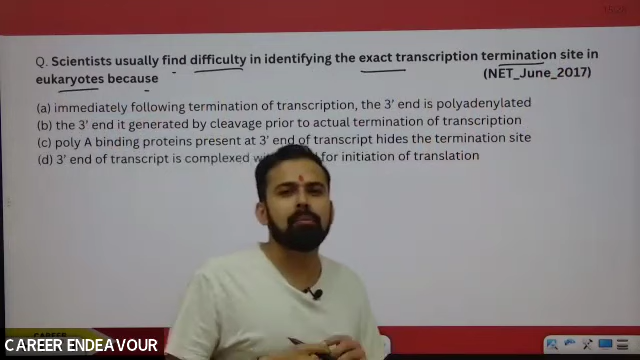 Q. Scientists usually find difficulty in identifying the exact transcription termination site in
eukaryotes because (NET_June_2017)
(a) immediately following termination of transcription, the 3' end is polyadenylated
(b) the 3' end it generated by cleavage prior to actual termination of transcription
(c) poly A binding proteins present at 3' end of transcript hides the termination site
(d) 3' end of transcript is complexed for initiation of translation
CAREER ENDEAVOUR